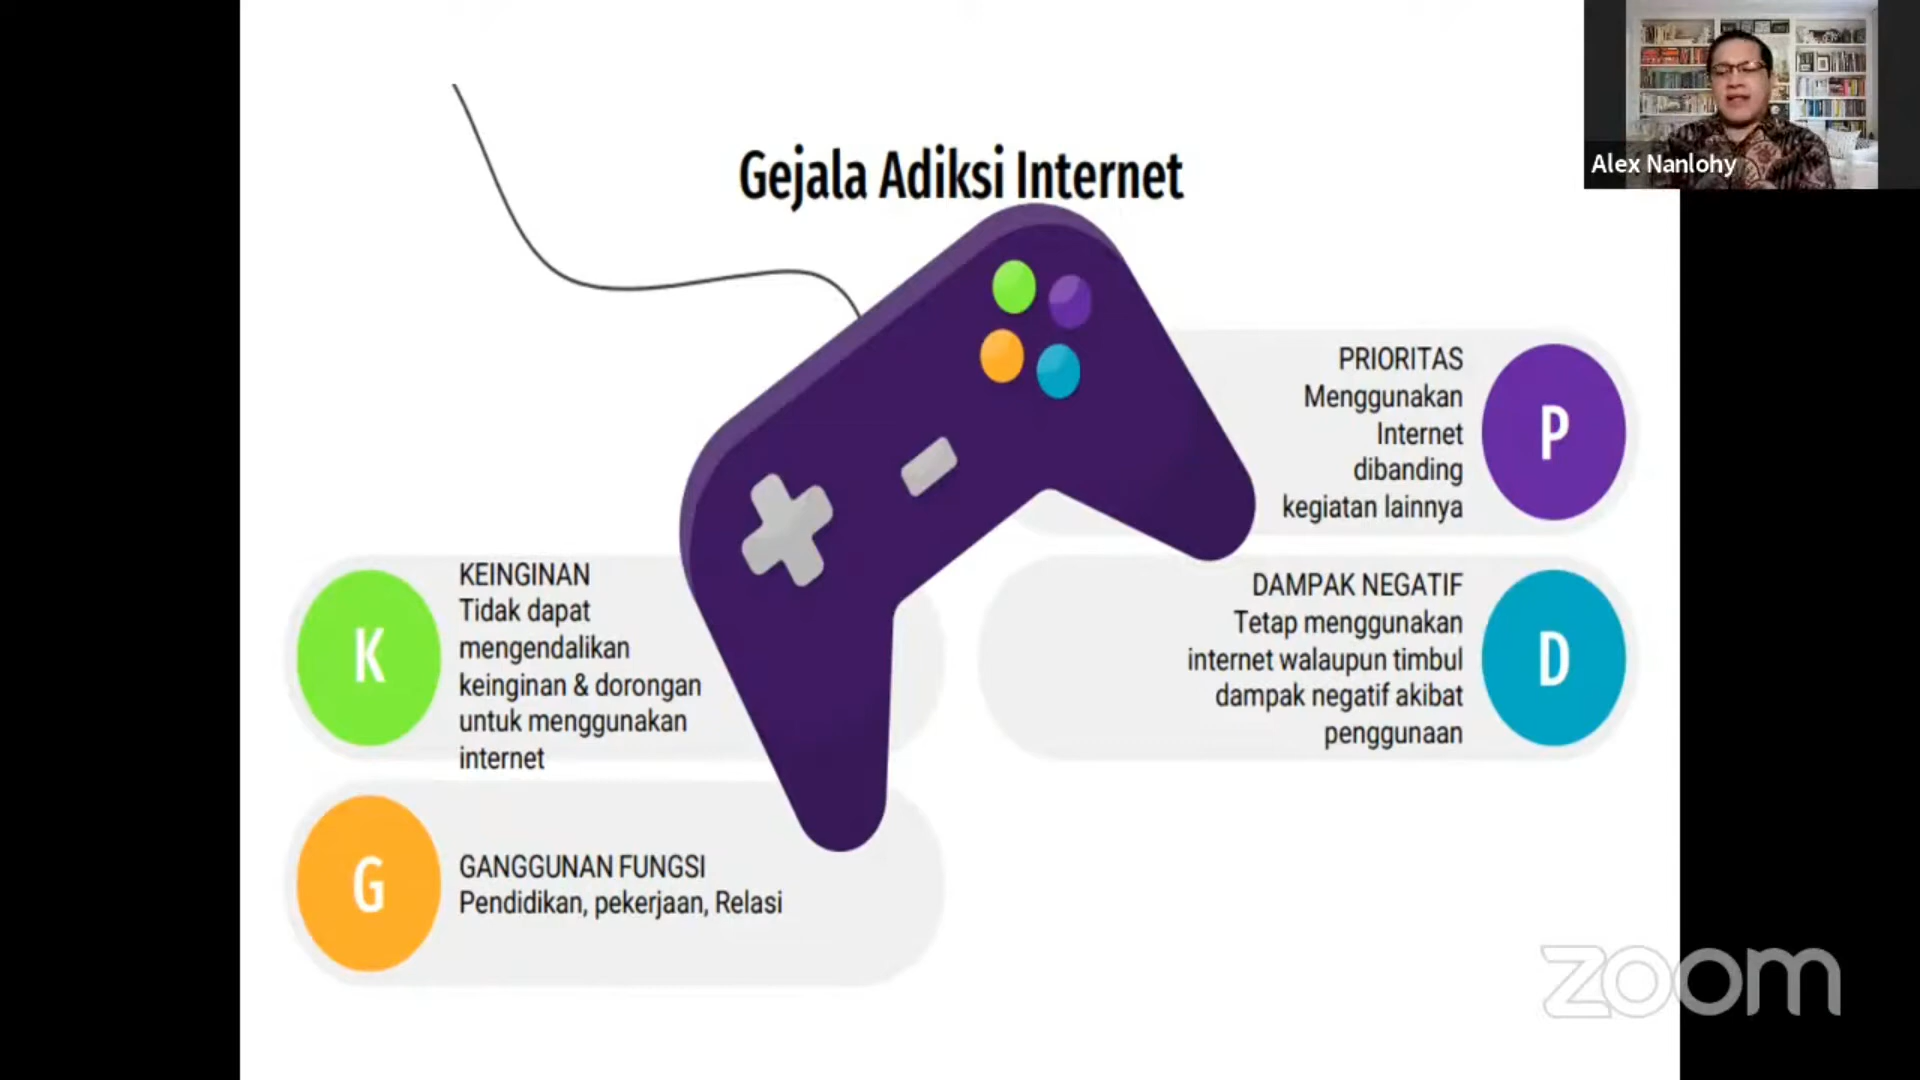 Alex Nanlohy
Gejala Adiksi Internet
PRIORITAS
Menggunakan
Internet
dibanding
kegiatan lainnya
P
K
KEINGINAN
Tidak dapat
mengendalikan
keinginan & dorongan
untuk menggunakan
internet
DAMPAK NEGATIF
Tetap menggunakan
internet walaupun timbul
dampak negatif akibat
penggunaan
D
G
GANGGUNAN FUNGSI
Pendidikan, pekerjaan, Relasi
zoom